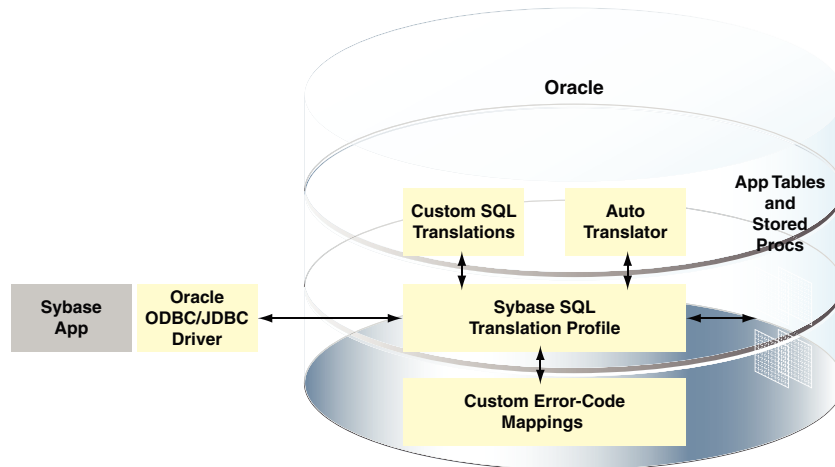 Oracle
App Tables
and
Stored
Procs
Custom SQL
Translations
Auto
Translator
Sybase
App
Oracle
ODBC/JDBC
Driver
Sybase SQL
Translation Profile
Custom Error-Code
Mappings